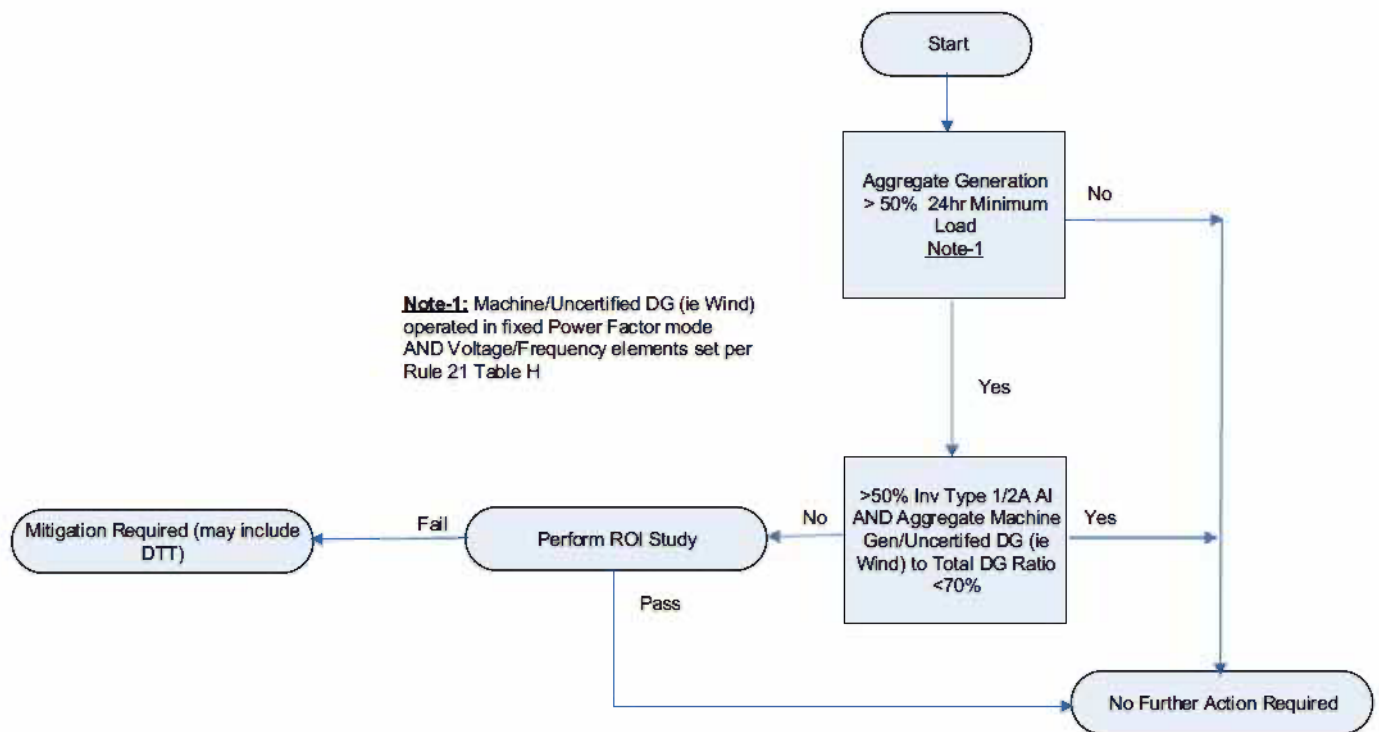 Start
Aggregate Generation
> 50%  24hr Minimum
Load
Note-1
No
Note-1: Machine/Uncertified DG (ie Wind)
operated in fixed Power Factor mode
AND Voltage/Frequency elements set per
Rule 21 Table H
Yes
>50% Inv Type 1/2A AI
AND Aggregate Machine
Gen/Uncertifed DG (ie
Wind) to Total DG Ratio
<70%
Yes
No
Perform ROI Study
Fail
Mitigation Required (may include
DTT)
Pass
No Further Action Required